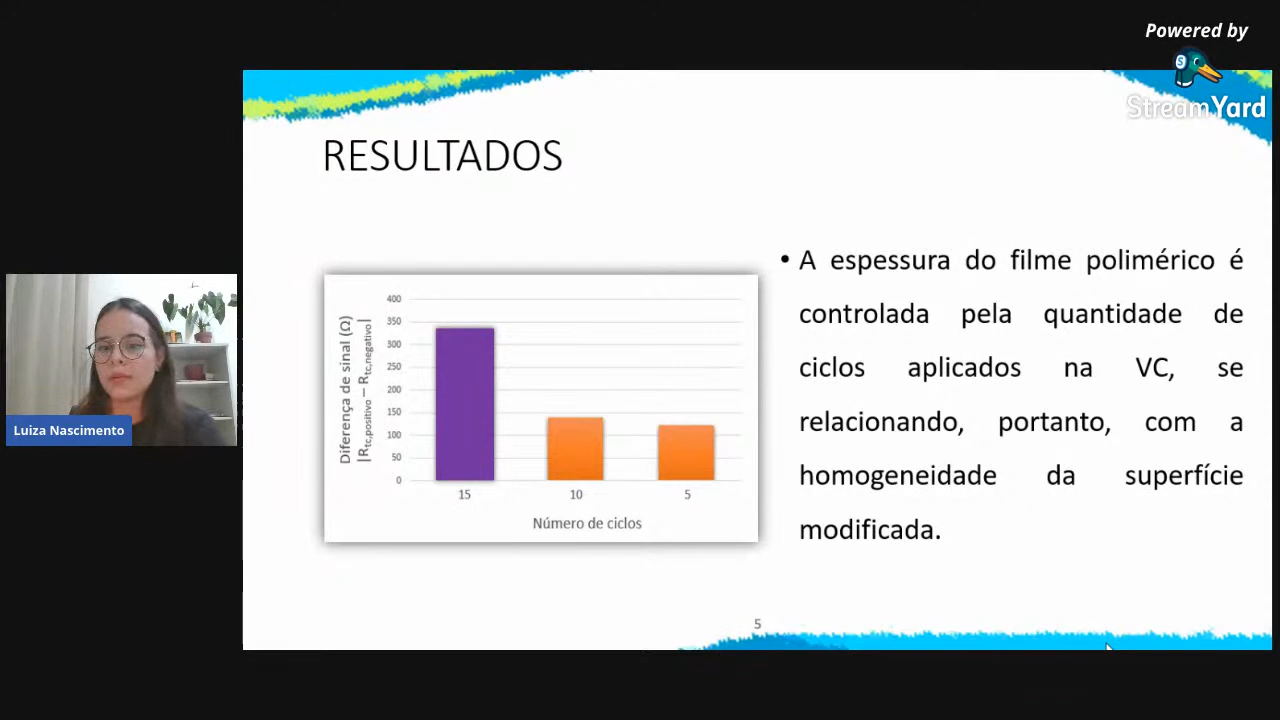 Powered by
StreamYard
RESULTADOS
Diferença de sinal (Ω)
|Rtc,positivo – Rtc,negativo|
400
350
300
250
200
150
100
50
0
15 10 5
Número de ciclos
• A espessura do filme polimérico é
controlada pela quantidade de
ciclos aplicados na VC, se
relacionando, portanto, com a
homogeneidade da superfície
modificada.
Luiza Nascimento
5